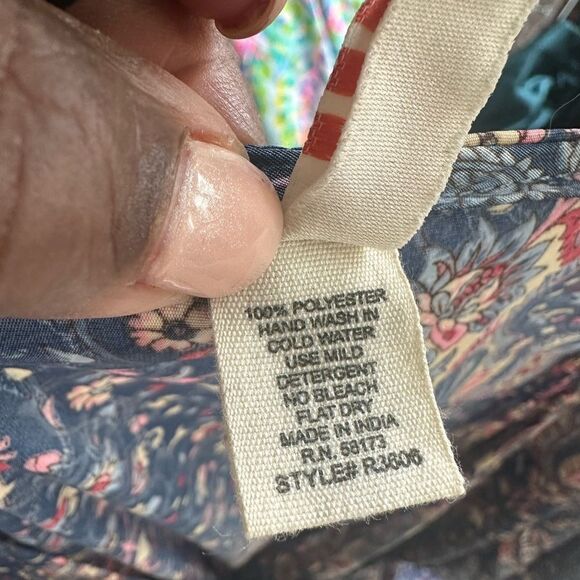 100% POLYESTER
HAND WASH IN
COLD WATER
USE MILD
DETERGENT
NO BLEACH
FLAT DRY
MADE IN INDIA
R.N. 59173
STYLE# R3606